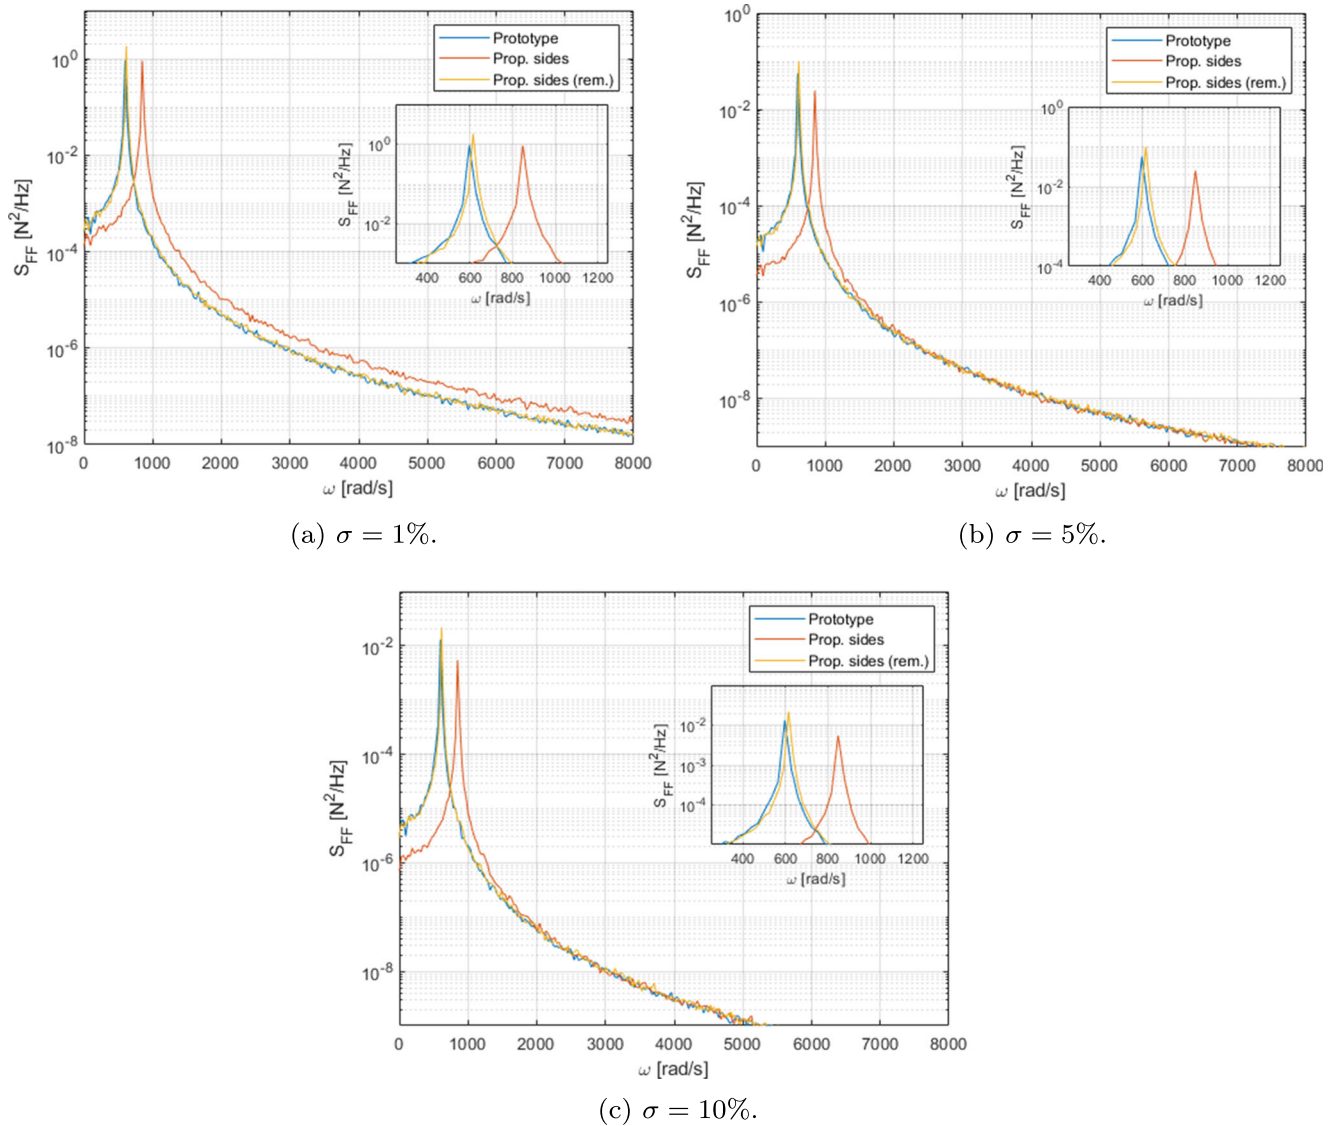 Prototype
Prop. sides
Prop. sides (rem.)
10^0
10^-2
10^-4
10^-6
10^-8
S_FF [N^2/Hz]
10^0
10^-2
S_FF [N^2/Hz]
400 600 800 1000 1200
ω [rad/s]
0 1000 2000 3000 4000 5000 6000 7000 8000
ω [rad/s]
(a) σ = 1%.
Prototype
Prop. sides
Prop. sides (rem.)
10^0
10^-2
10^-4
10^-6
10^-8
S_FF [N^2/Hz]
10^0
10^-2
10^-4
S_FF [N^2/Hz]
400 600 800 1000 1200
ω [rad/s]
0 1000 2000 3000 4000 5000 6000 7000 8000
ω [rad/s]
(b) σ = 5%.
Prototype
Prop. sides
Prop. sides (rem.)
10^-2
10^-4
10^-6
10^-8
S_FF [N^2/Hz]
10^-2
10^-3
10^-4
S_FF [N^2/Hz]
400 600 800 1000 1200
ω [rad/s]
0 1000 2000 3000 4000 5000 6000 7000 8000
ω [rad/s]
(c) σ = 10%.